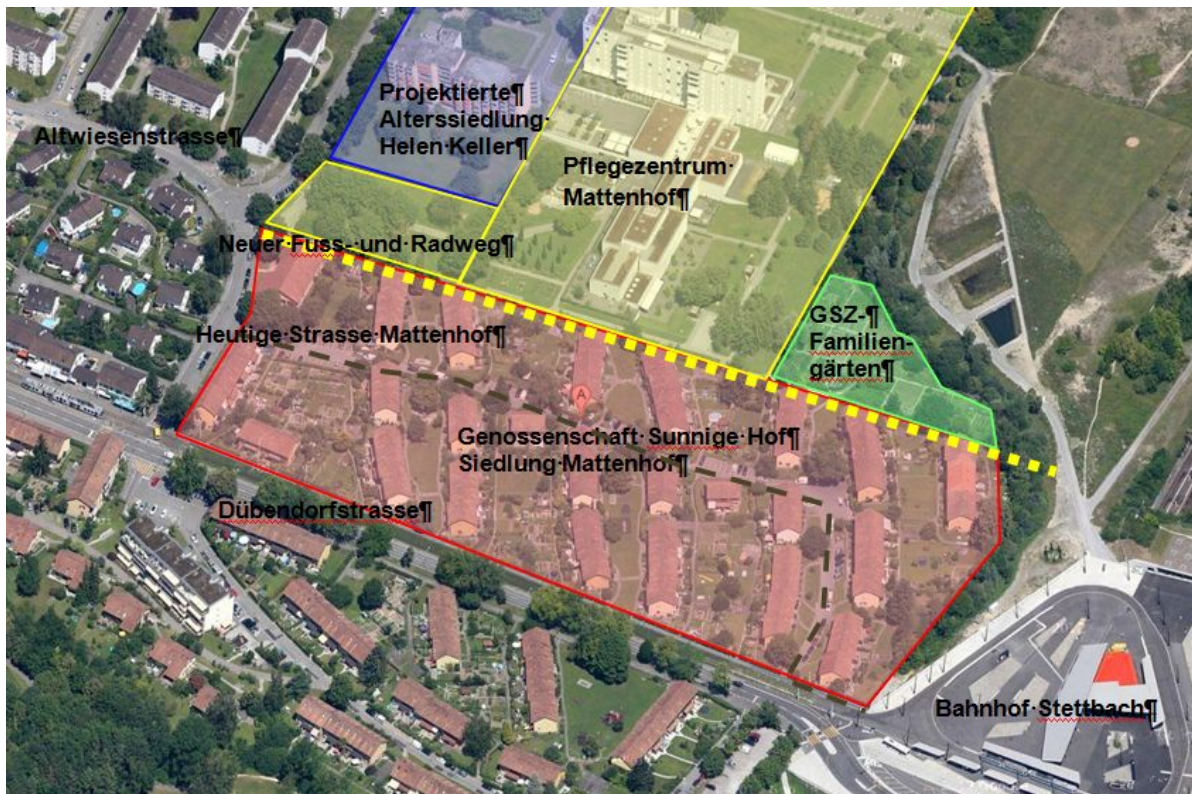 Projektierte¶
Alterssiedlung·
Helen·Keller¶
Altwiesenstrasse¶
Pflegezentrum·
Mattenhof¶
Neuer·Fuss-·und·Radweg¶
GSZ-¶
Familien-
gärten¶
Heutige·Strasse·Mattenhof¶
A
Genossenschaft·Sunnige·Hof¶
Siedlung·Mattenhof¶
Dübendorfstrasse¶
Bahnhof·Stettbach¶